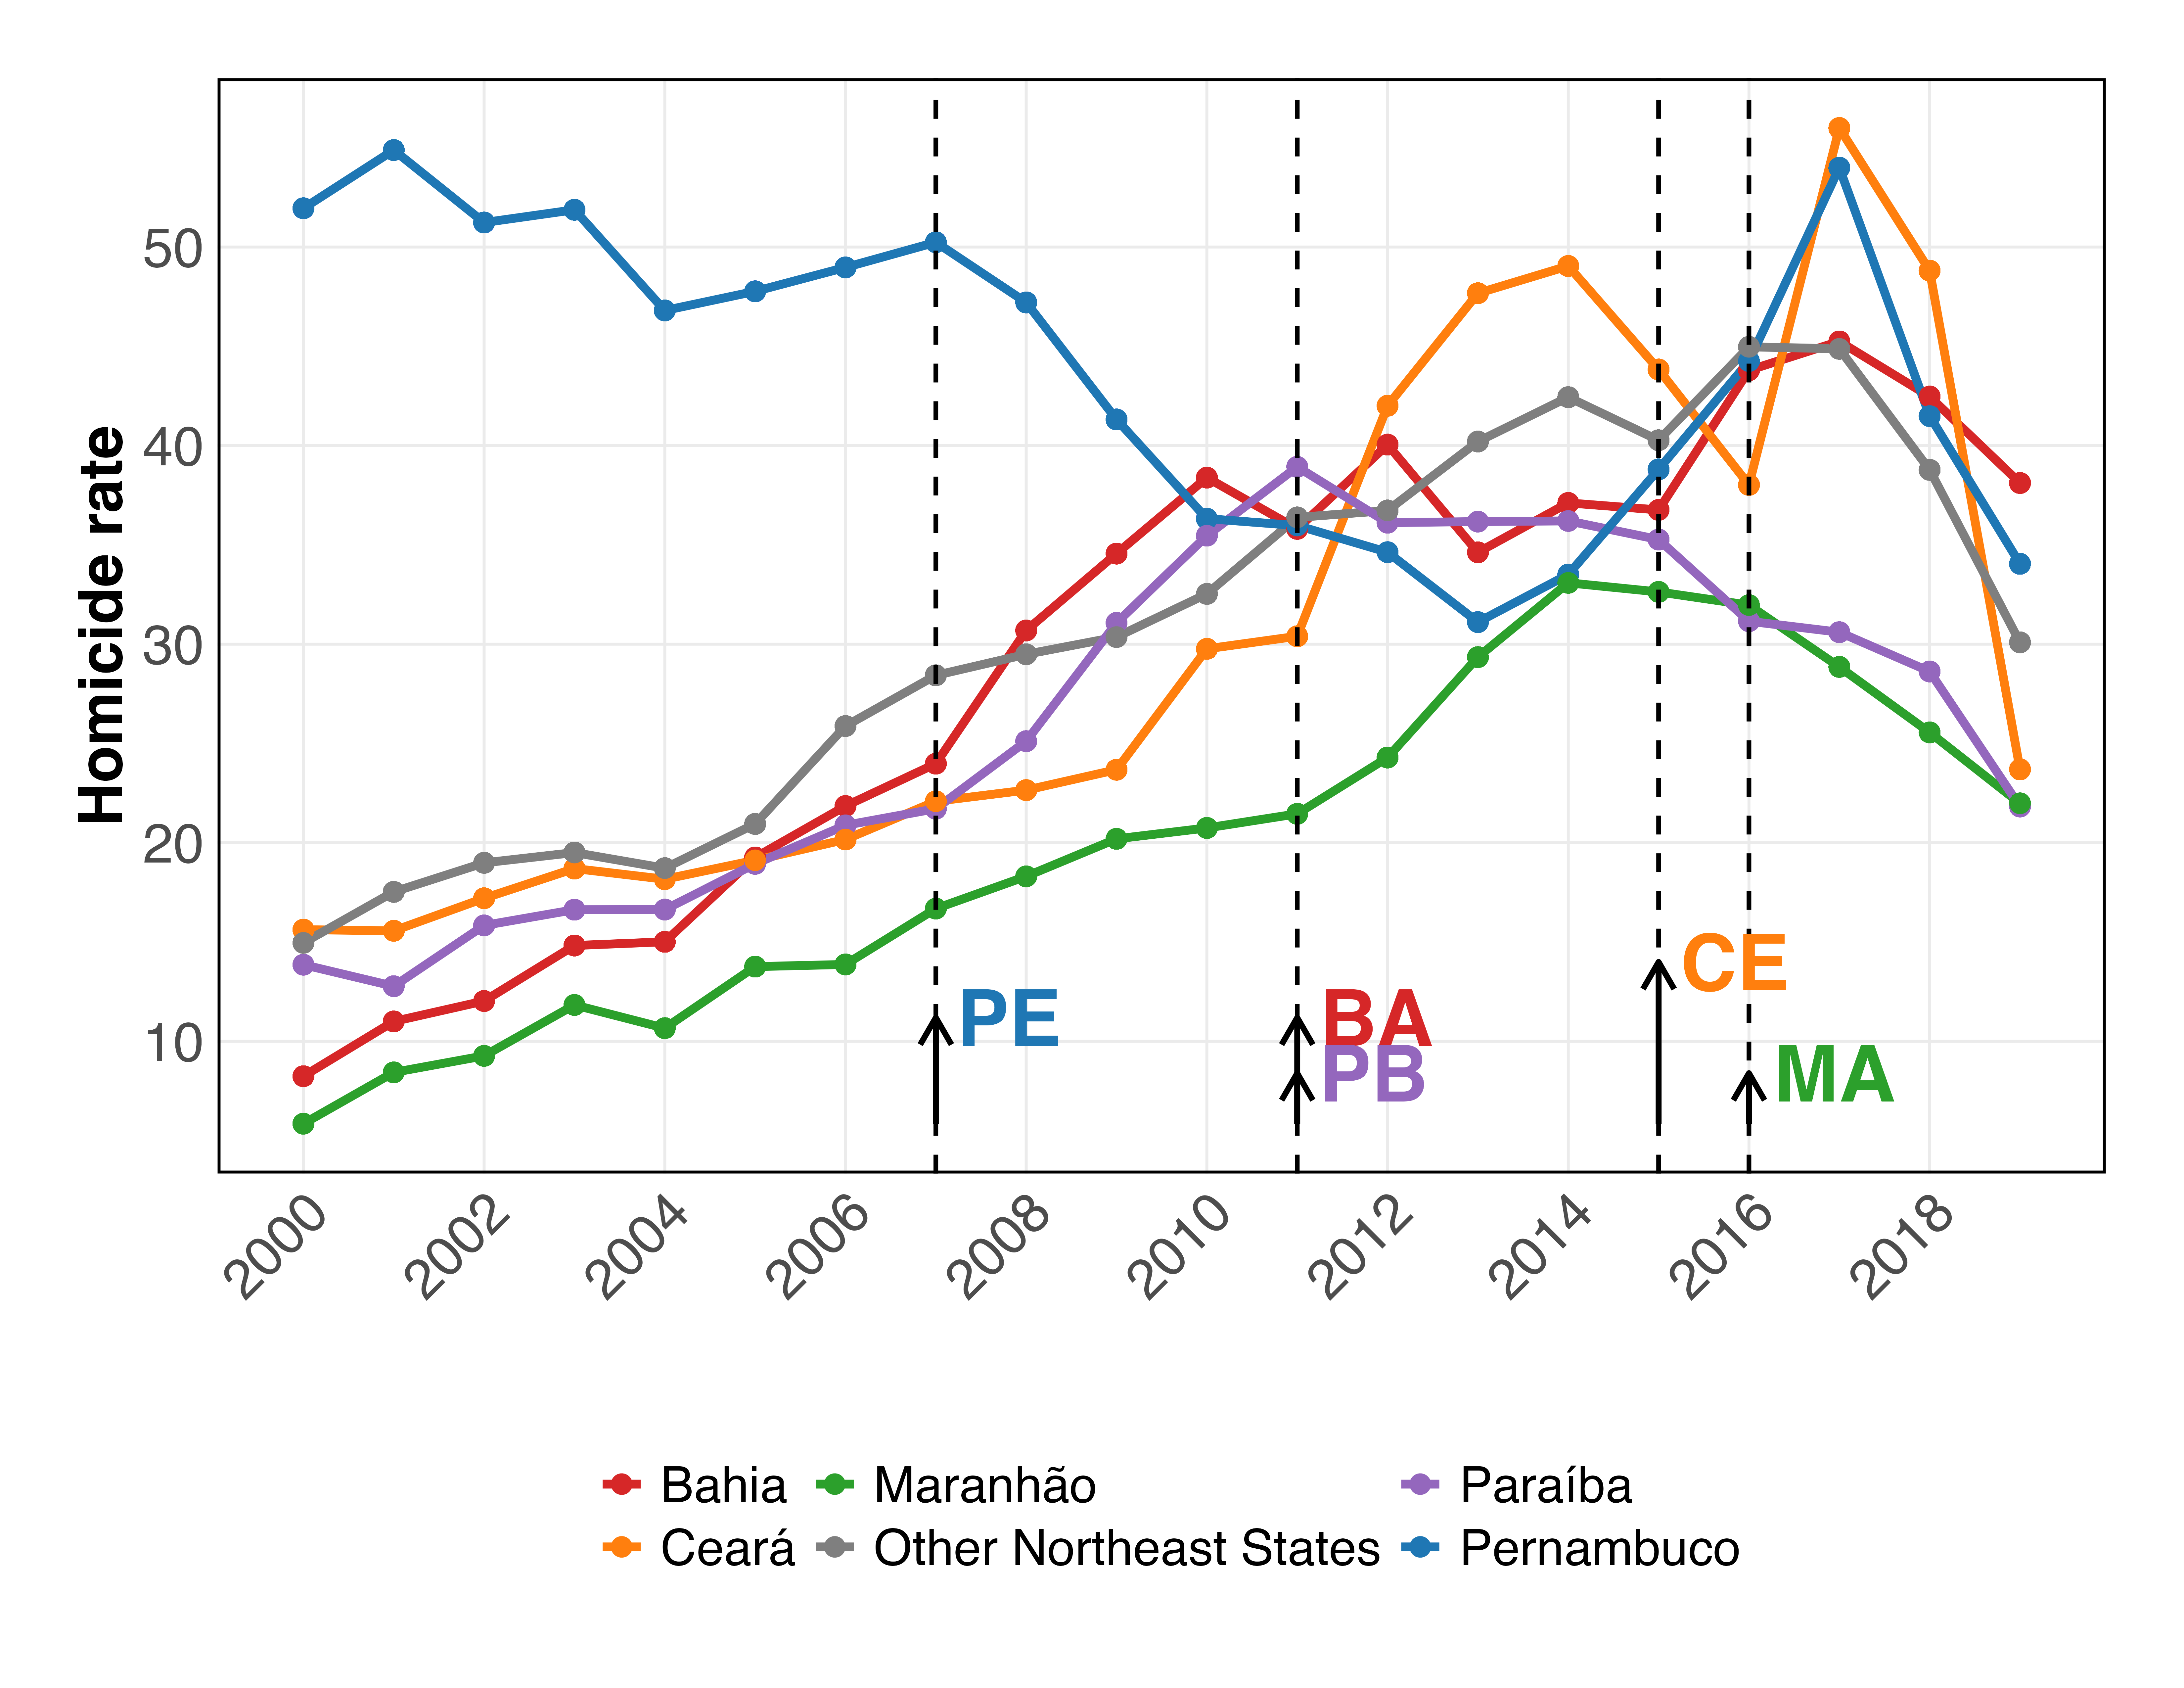 Homicide rate
50
40
30
20
10
CE
PE
BA
PB
MA
2000 2002 2004 2006 2008 2010 2012 2014 2016 2018
Bahia Maranhão Paraíba
Ceará Other Northeast States Pernambuco